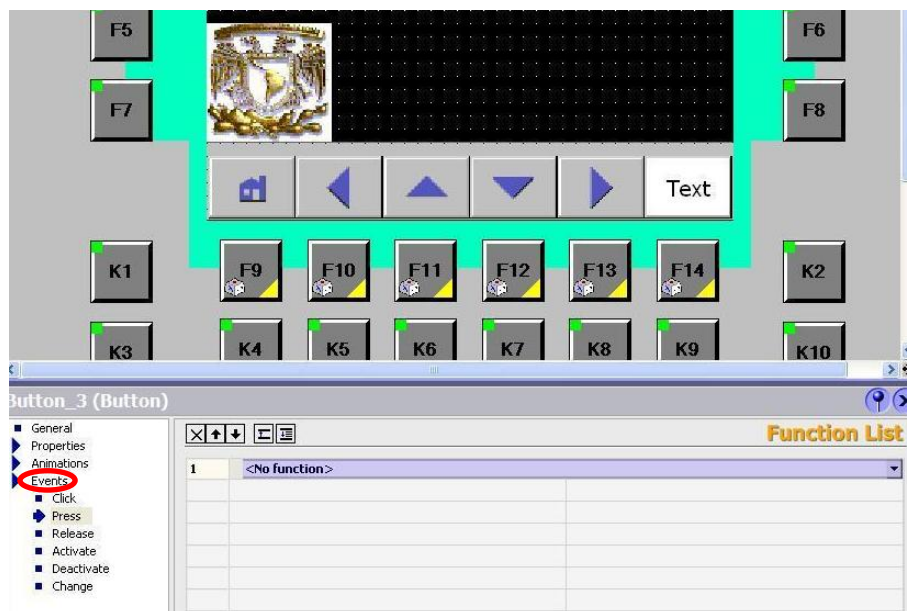 F5
F6
F7
F8
Text
K1
F9
F10
F11
F12
F13
F14
K2
K3
K4
K5
K6
K7
K8
K9
K10
Button_3 (Button)
General
Properties
Animations
Events
Click
Press
Release
Activate
Deactivate
Change
Function List
1 <No function>